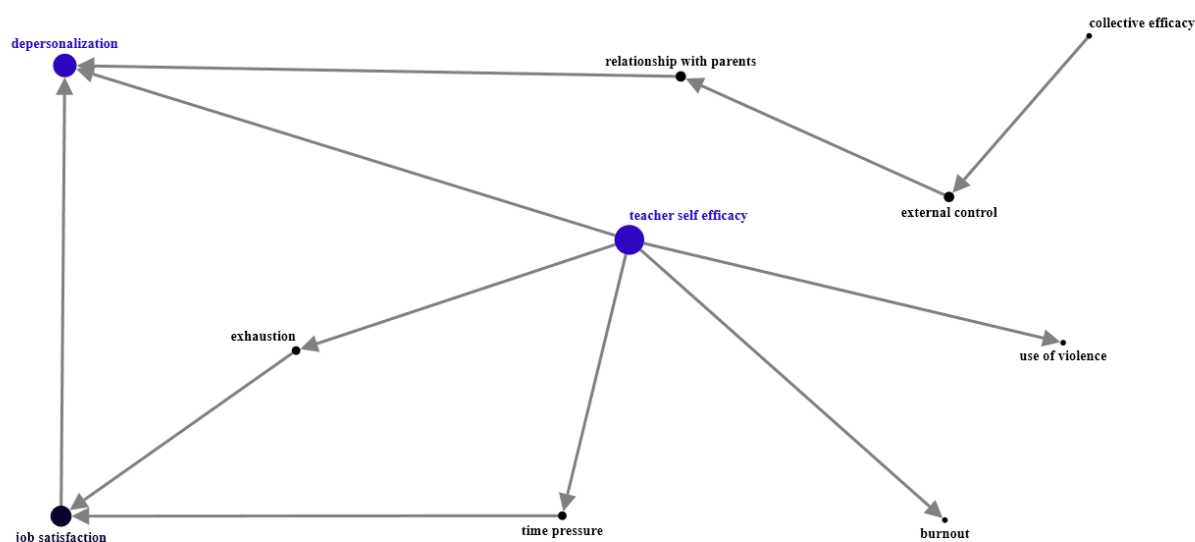 collective efficacy
depersonalization
relationship with parents
external control
teacher self efficacy
exhaustion
use of violence
time pressure
burnout
job satisfaction